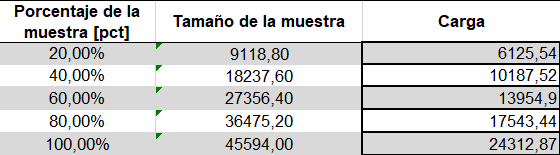 Porcentaje de la muestra [pct] Tamaño de la muestra Carga
20,00% 9118,80 6125,54
40,00% 18237,60 10187,52
60,00% 27356,40 13954,9
80,00% 36475,20 17543,44
100,00% 45594,00 24312,87